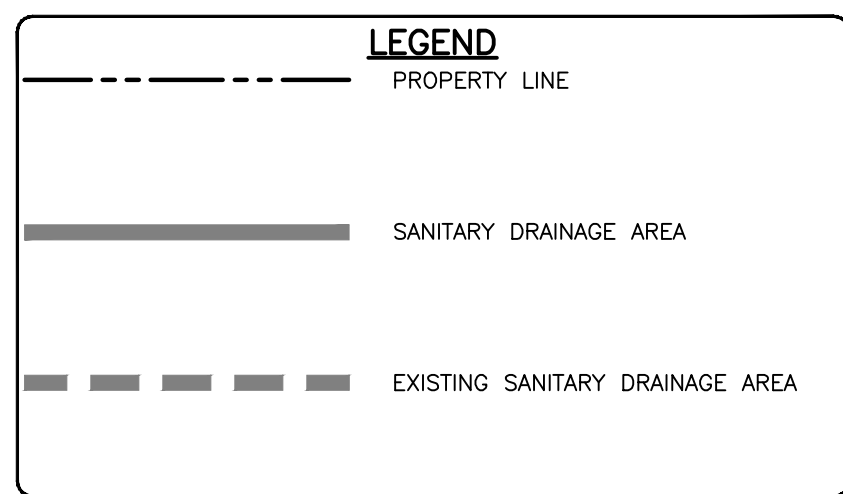 LEGEND
PROPERTY LINE
SANITARY DRAINAGE AREA
EXISTING SANITARY DRAINAGE AREA